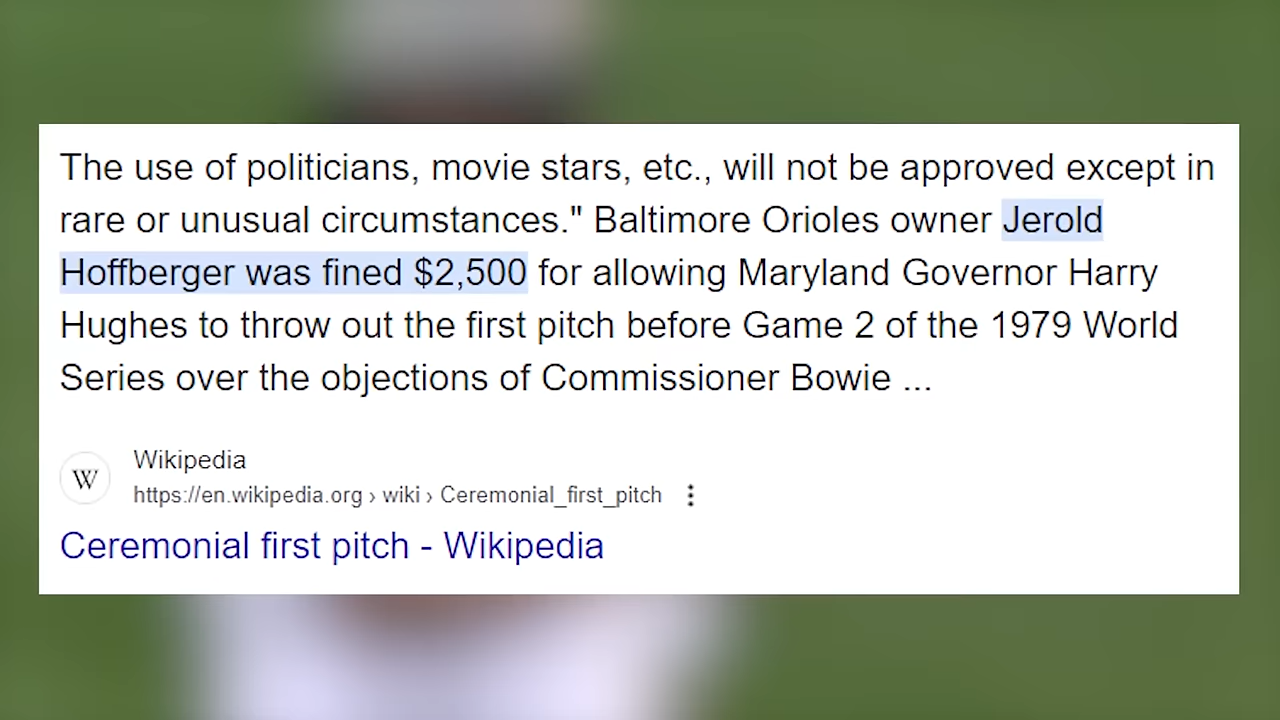 The use of politicians, movie stars, etc., will not be approved except in
rare or unusual circumstances." Baltimore Orioles owner Jerold
Hoffberger was fined $2,500 for allowing Maryland Governor Harry
Hughes to throw out the first pitch before Game 2 of the 1979 World
Series over the objections of Commissioner Bowie ...
W
Wikipedia
https://en.wikipedia.org › wiki › Ceremonial_first_pitch
Ceremonial first pitch - Wikipedia